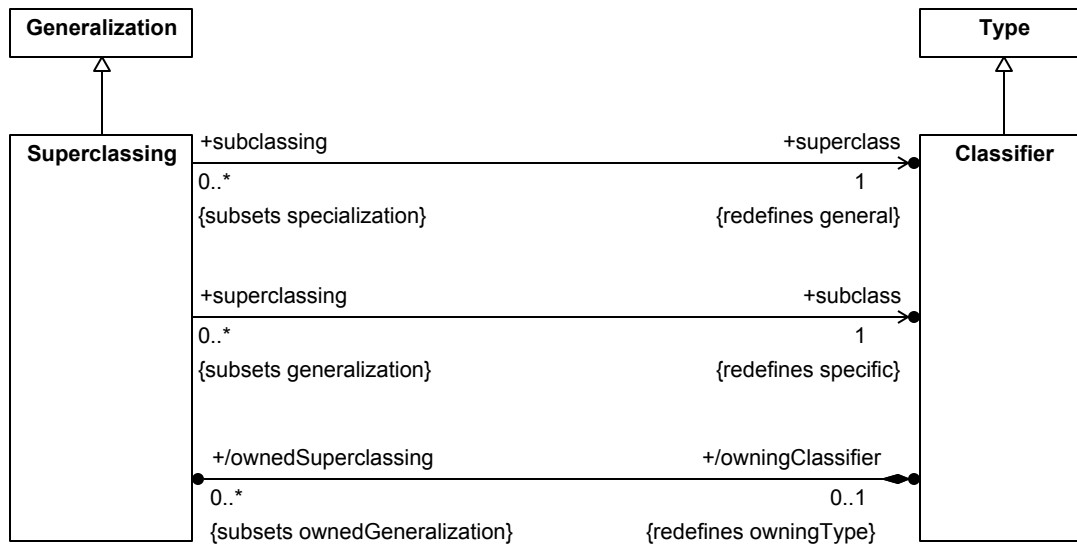 Generalization
Type
Superclassing
+subclassing
+superclass
Classifier
0..*
1
{subsets specialization}
{redefines general}
+superclassing
+subclass
0..*
1
{subsets generalization}
{redefines specific}
+/ownedSuperclassing
+/owningClassifier
0..*
0..1
{subsets ownedGeneralization}
{redefines owningType}